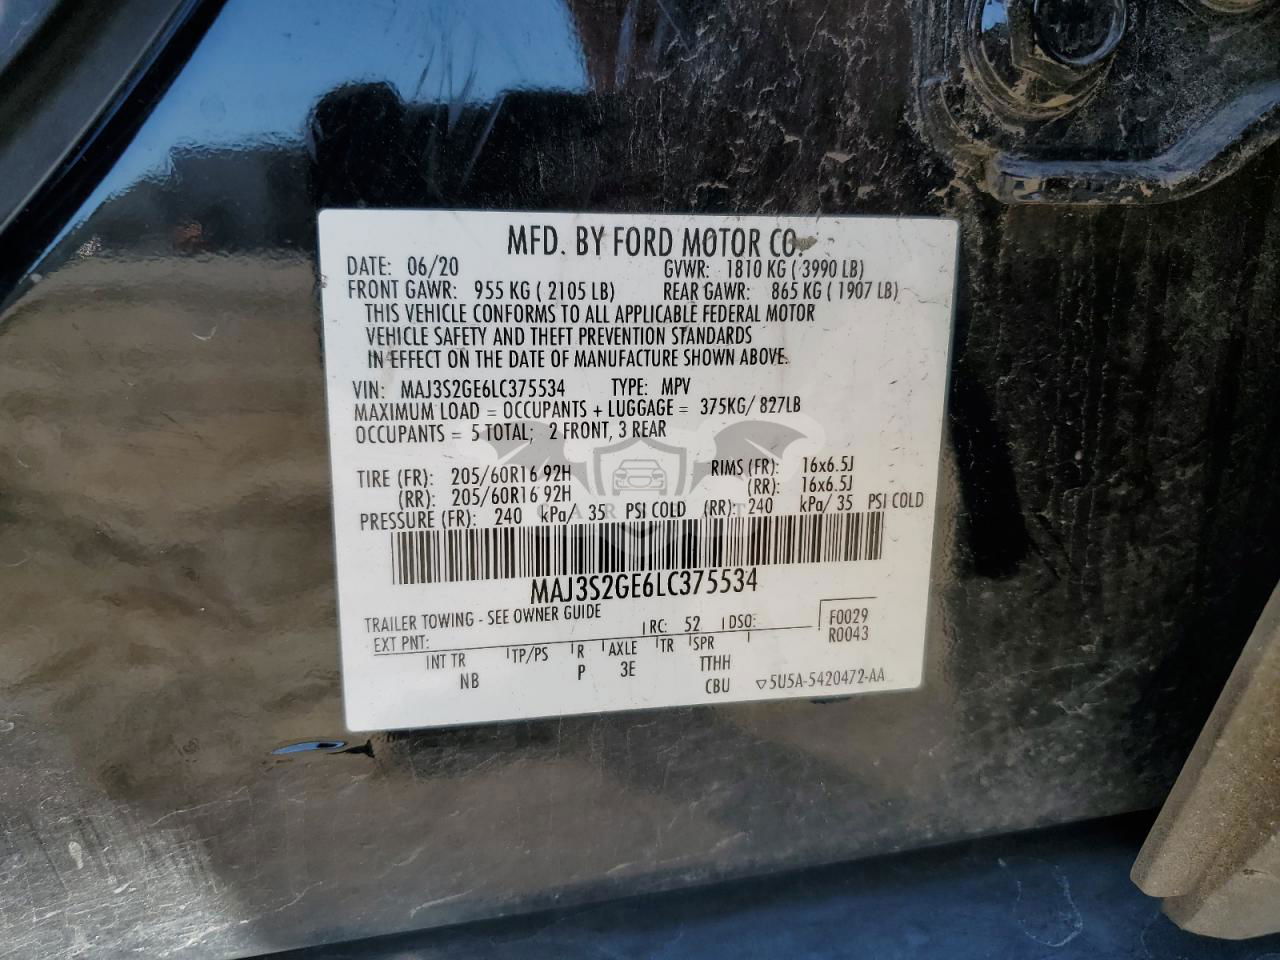 MFD. BY FORD MOTOR CO.
DATE: 06/20 GVWR: 1810 KG ( 3990 LB)
FRONT GAWR: 955 KG ( 2105 LB) REAR GAWR: 865 KG ( 1907 LB)
THIS VEHICLE CONFORMS TO ALL APPLICABLE FEDERAL MOTOR
VEHICLE SAFETY AND THEFT PREVENTION STANDARDS
IN EFFECT ON THE DATE OF MANUFACTURE SHOWN ABOVE.
VIN: MAJ3S2GE6LC375534 TYPE: MPV
MAXIMUM LOAD = OCCUPANTS + LUGGAGE = 375KG/ 827LB
OCCUPANTS = 5 TOTAL; 2 FRONT, 3 REAR
TIRE (FR): 205/60R16 92H RIMS (FR): 16x6.5J
(RR): 205/60R16 92H (RR): 16x6.5J
PRESSURE (FR): 240 kPa/ 35 PSI COLD (RR): 240 kPa/ 35 PSI COLD
MAJ3S2GE6LC375534
TRAILER TOWING - SEE OWNER GUIDE
EXT PNT: RC: 52 DSO: F0029
R0043
INT TR TP/PS R AXLE TR SPR
NB P 3E TTHH
CBU 5U5A-5420472-AA